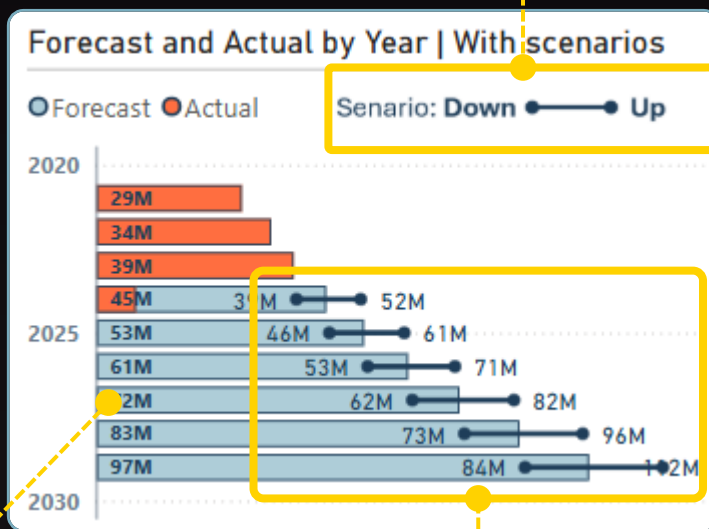 Forecast and Actual by Year | With scenarios
Forecast Actual Senario: Down Up
2020
29M
34M
39M
45M 39M 52M
2025 53M 46M 61M
61M 53M 71M
62M 82M
83M 73M 96M
97M 84M 112M
2030